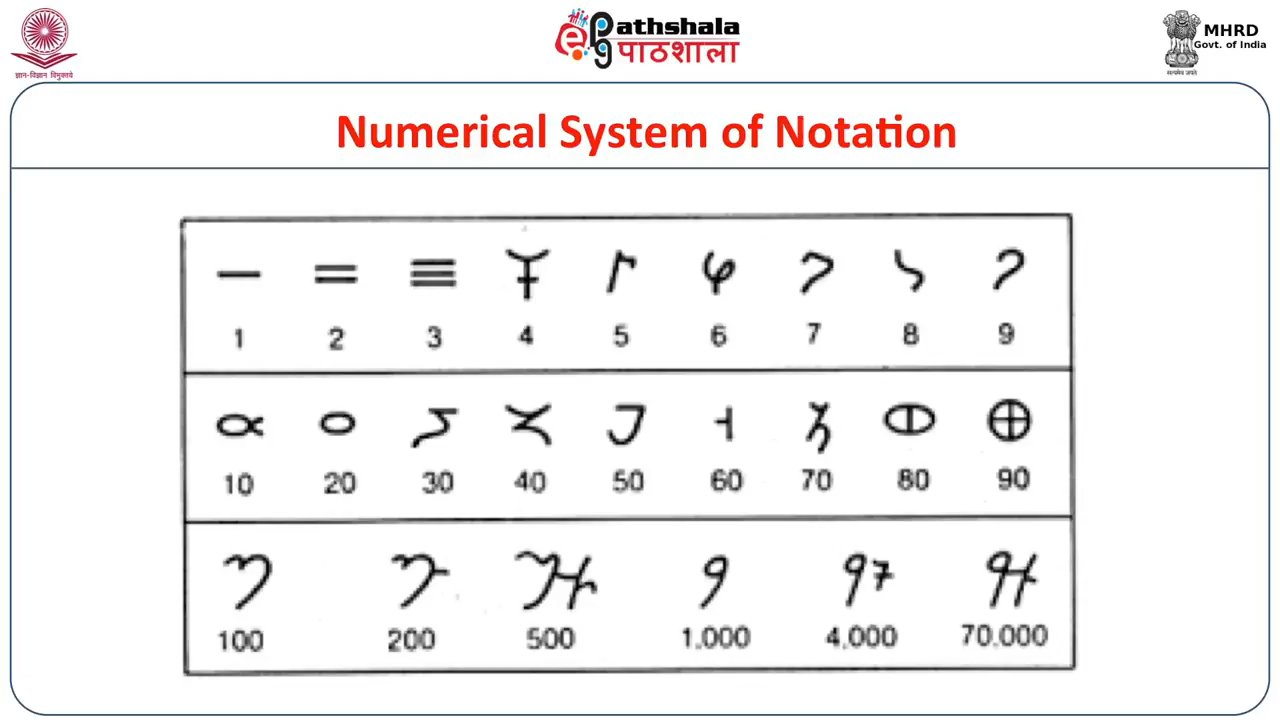 ज्ञान-विज्ञान विमुक्तये
ePathshala
पाठशाला
MHRD
Govt. of India
सत्यमेव जयते
Numerical System of Notation
1 2 3 4 5 6 7 8 9
10 20 30 40 50 60 70 80 90
100 200 500 1,000 4,000 70,000